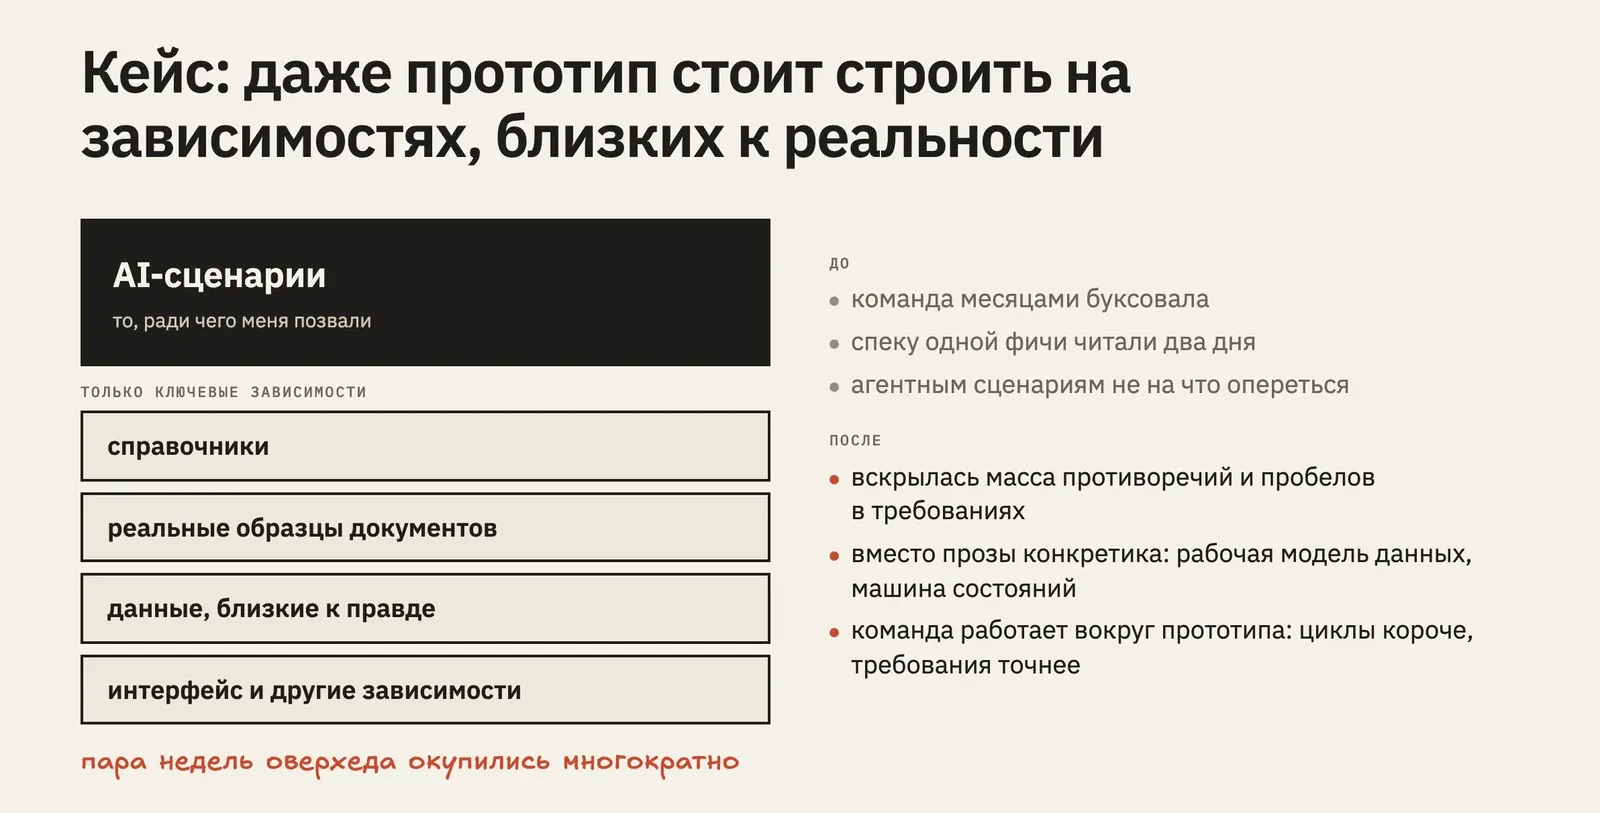 Кейс: даже прототип стоит строить на
зависимостях, близких к реальности
AI-сценарии
то, ради чего меня позвали
ТОЛЬКО КЛЮЧЕВЫЕ ЗАВИСИМОСТИ
справочники
реальные образцы документов
данные, близкие к правде
интерфейс и другие зависимости
пара недель оверхеда окупились многократно
ДО
команда месяцами буксовала
спеку одной фичи читали два дня
агентным сценариям не на что опереться
ПОСЛЕ
вскрылась масса противоречий и пробелов
в требованиях
вместо прозы конкретика: рабочая модель данных,
машина состояний
команда работает вокруг прототипа: циклы короче,
требования точнее